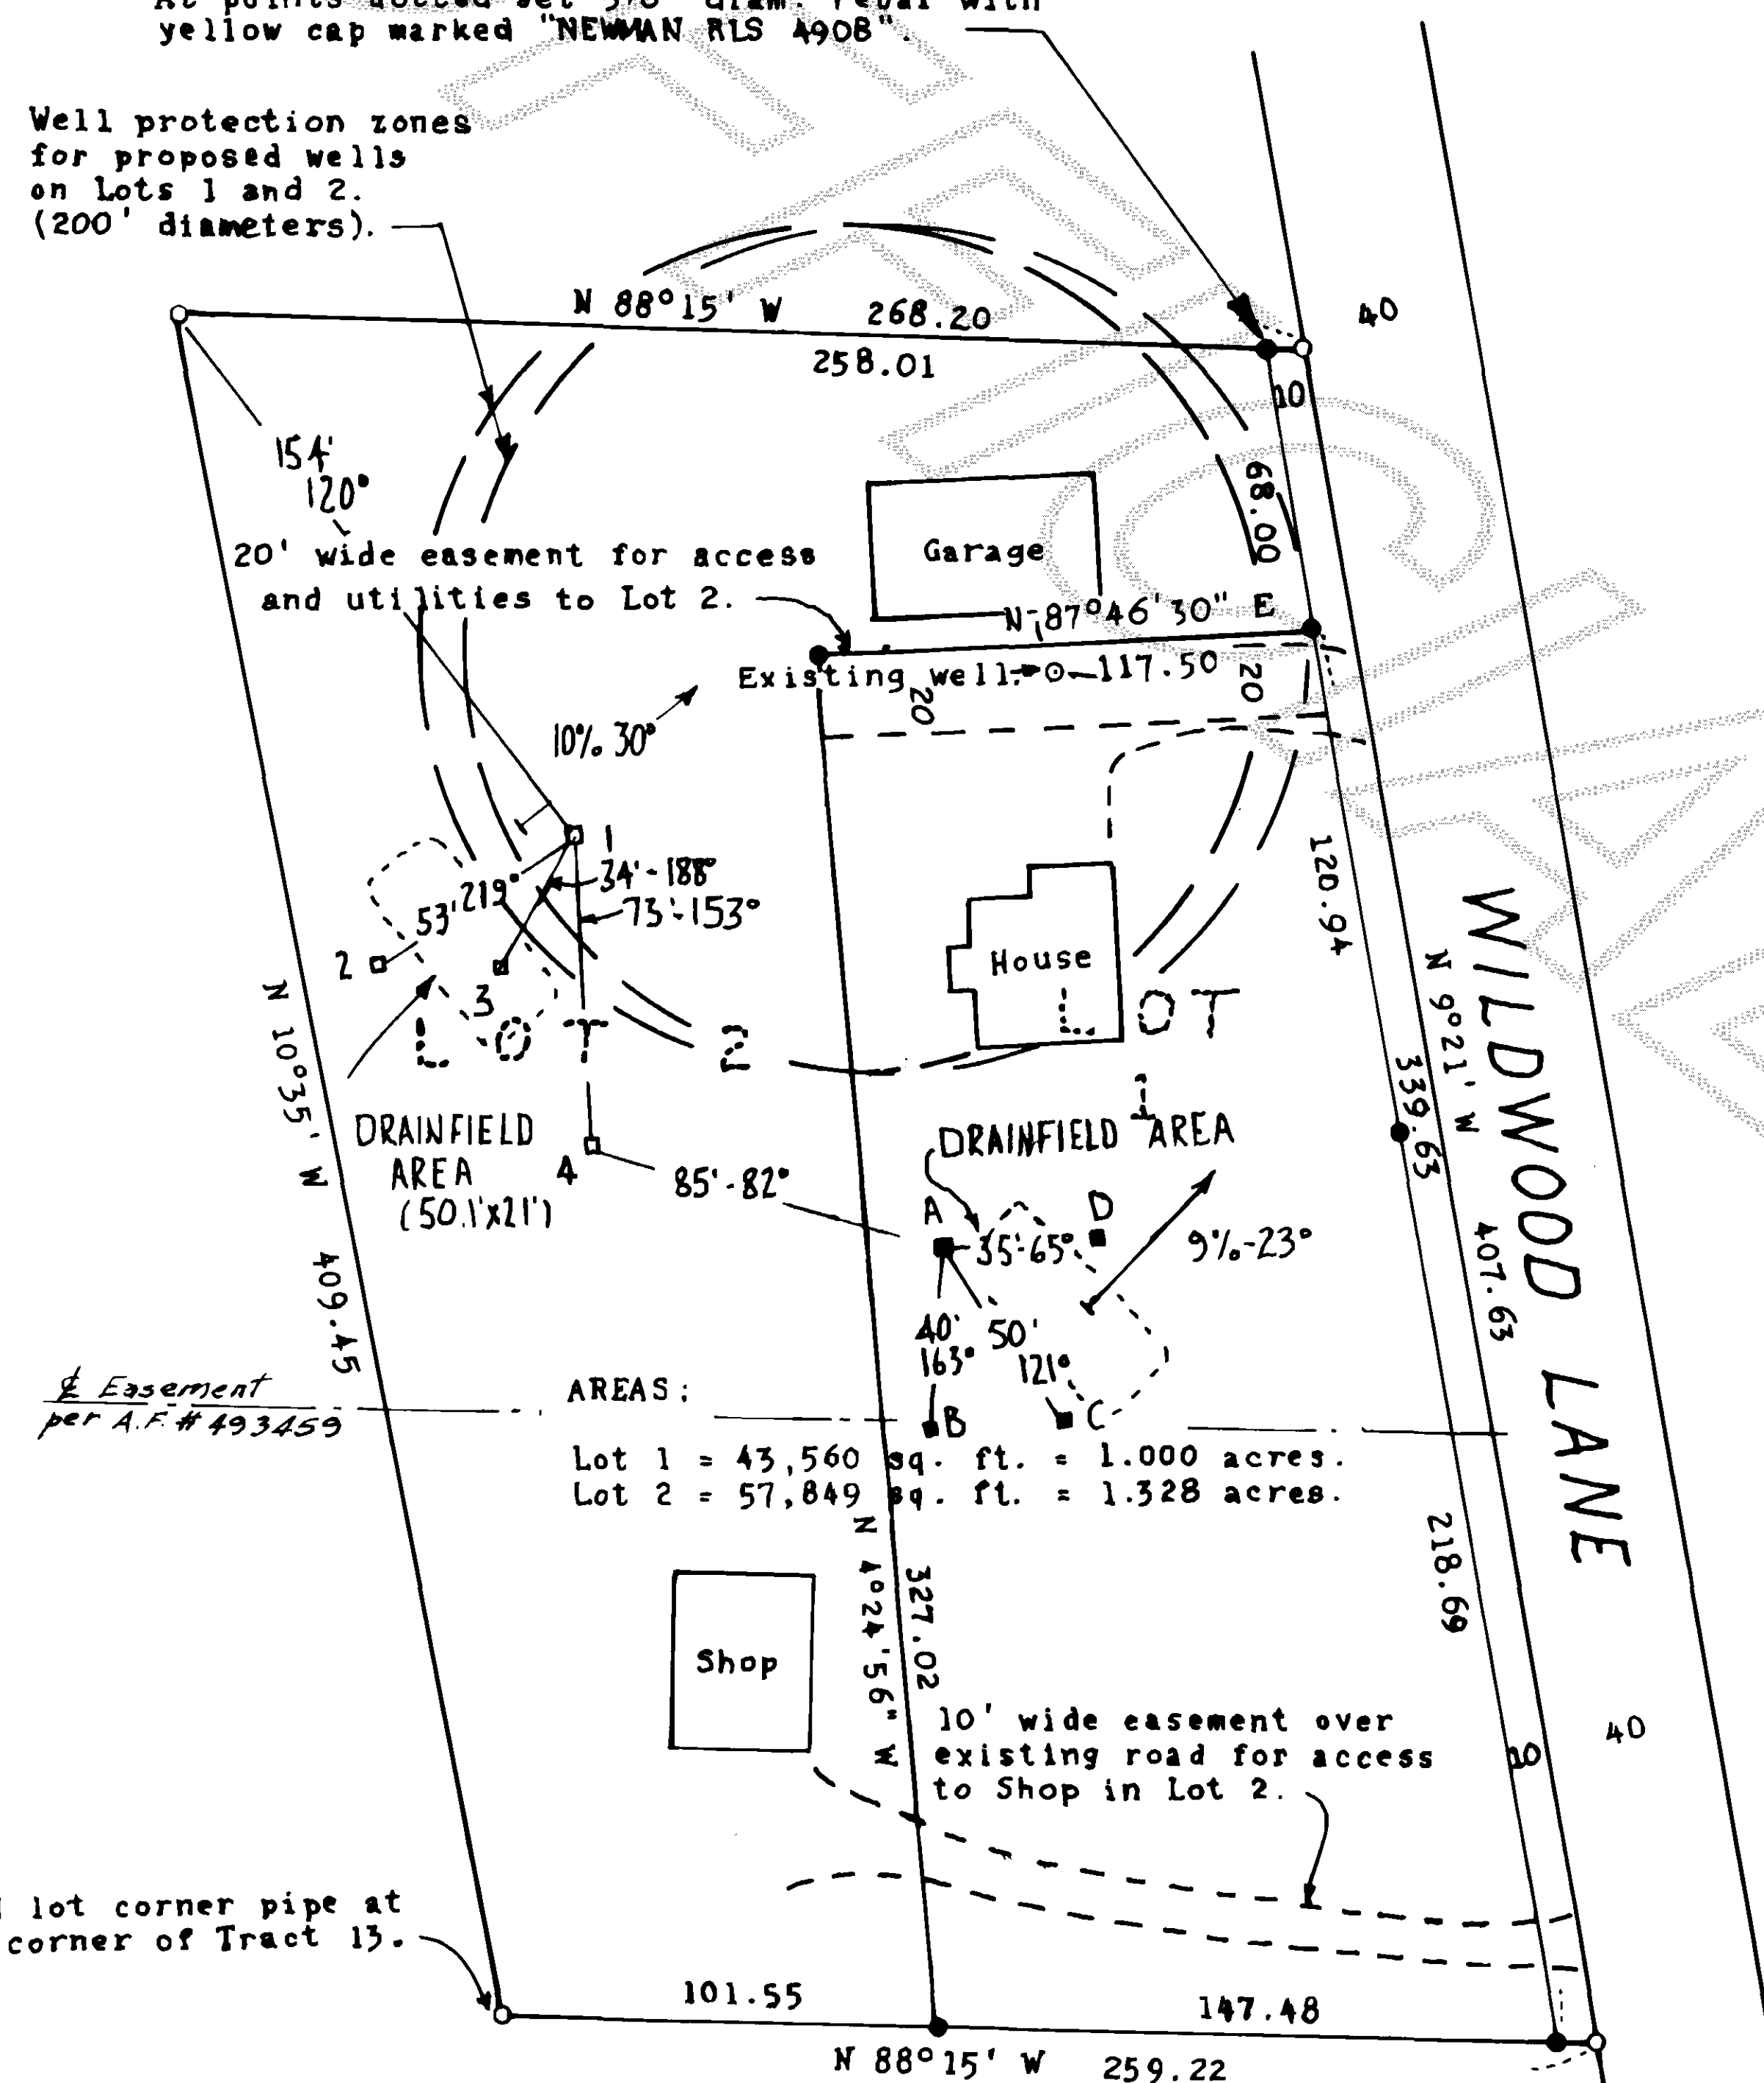 yellow cap marked "NEWMAN RLS 4908".
Well protection zones
for proposed wells
on Lots 1 and 2.
(200' diameters).
N 88°15' W 268.20
258.01
40
10
154'
120°
68.00
20' wide easement for access
and utilities to Lot 2.
Garage
N 87°46'30" E
Existing well. 117.50
20
20
10% 30°
1
34'-188°
219°
53'
73'-153°
2
3
LOT 2
House
LOT
1
120.94
N 9°21' W
339.63
407.63
WILDWOOD LANE
N 10°35' W
409.45
DRAINFIELD
AREA
(50.1'x21')
4
85'-82°
DRAINFIELD AREA
A
D
35'-65°
9%-23°
40'
163°
50'
121°
B
C
₵ Easement
per A.F. # 493459
AREAS:
Lot 1 = 43,560 sq. ft. = 1.000 acres.
Lot 2 = 57,849 sq. ft. = 1.328 acres.
N 4°24'56" W
327.02
218.69
Shop
10' wide easement over
existing road for access
to Shop in Lot 2.
40
lot corner pipe at
corner of Tract 13.
101.55
147.48
N 88°15' W 259.22